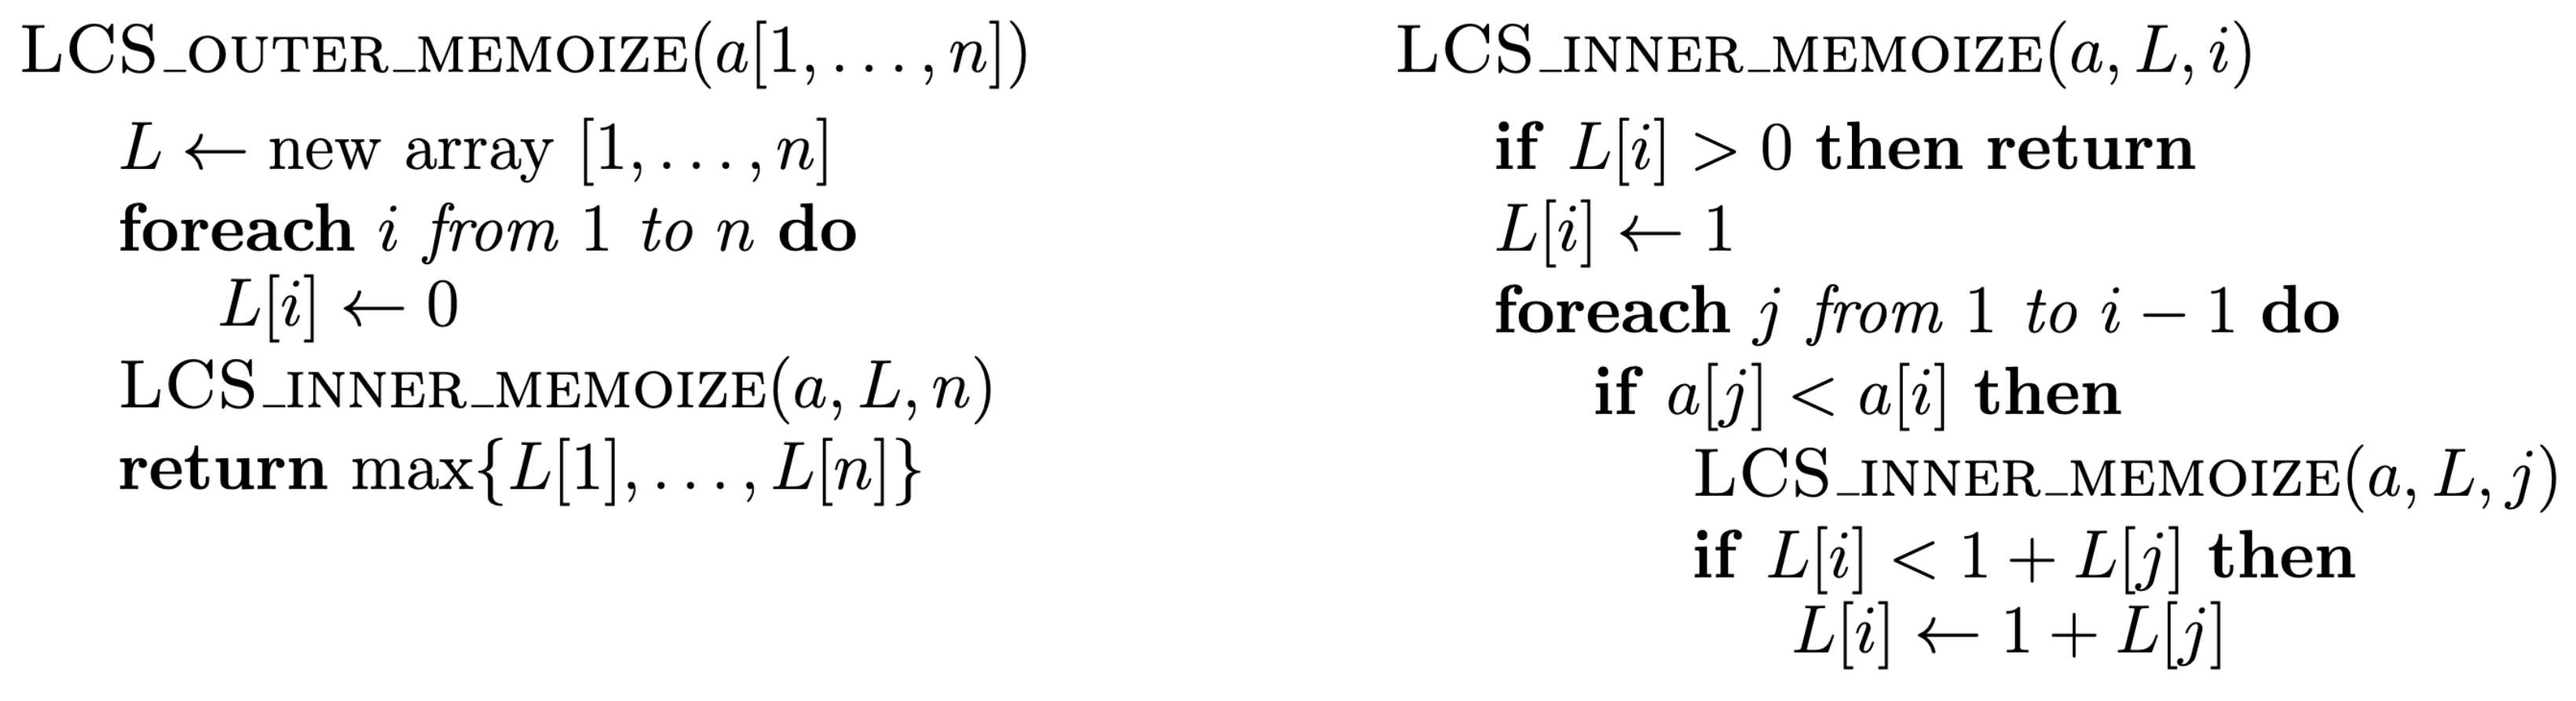 LCS_OUTER_MEMOIZE(a[1, . . . , n])
L ← new array [1, . . . , n]
foreach i from 1 to n do
L[i] ← 0
LCS_INNER_MEMOIZE(a, L, n)
return max{L[1], . . . , L[n]}
LCS_INNER_MEMOIZE(a, L, i)
if L[i] > 0 then return
L[i] ← 1
foreach j from 1 to i − 1 do
if a[j] < a[i] then
LCS_INNER_MEMOIZE(a, L, j)
if L[i] < 1 + L[j] then
L[i] ← 1 + L[j]